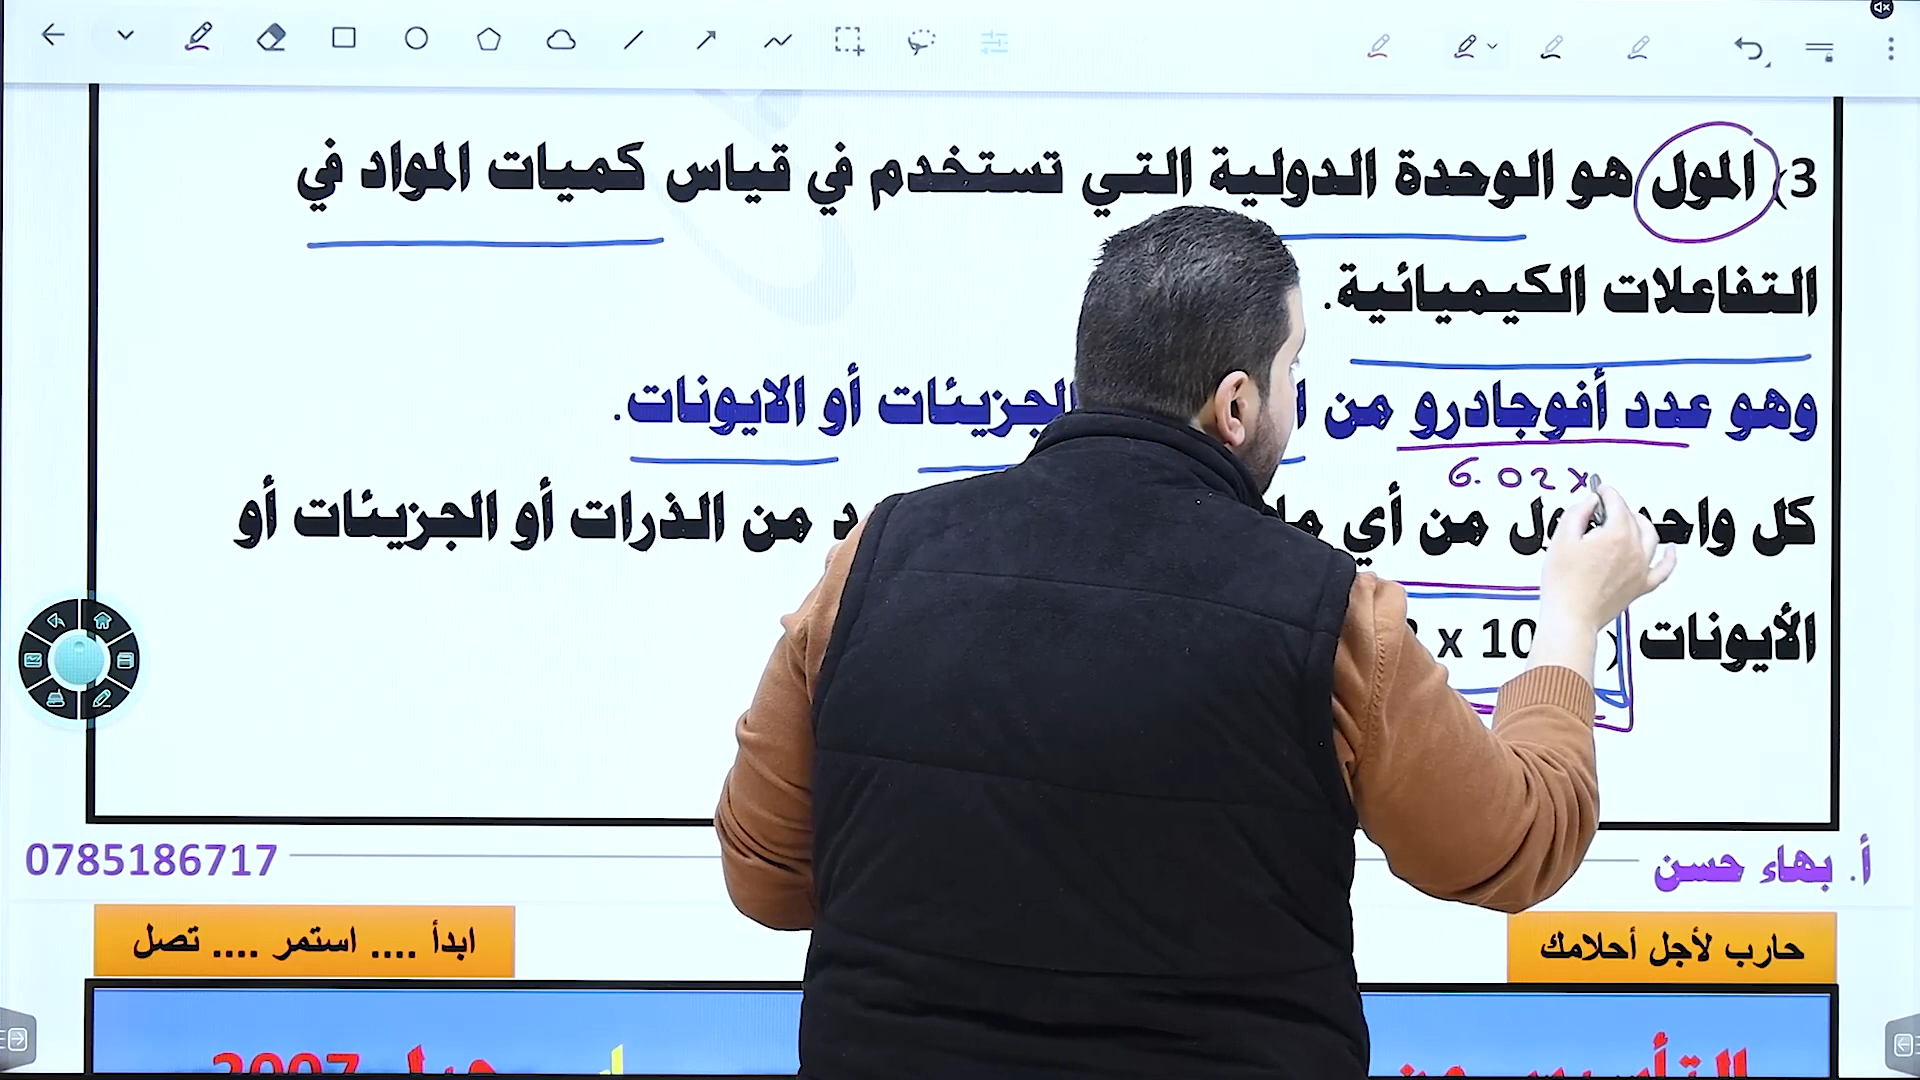 3) المول هو الوحدة الدولية التي تستخدم في قياس كميات المواد في
التفاعلات الكيميائية.
وهو عدد أفوجادرو من الجزيئات أو الايونات.
6.02 x
كل من أي من الذرات أو الجزيئات أو
الأيونات x 10
أ. بهاء حسن
0785186717
حارب لأجل أحلامك
ابدأ .... استمر .... تصل
2007